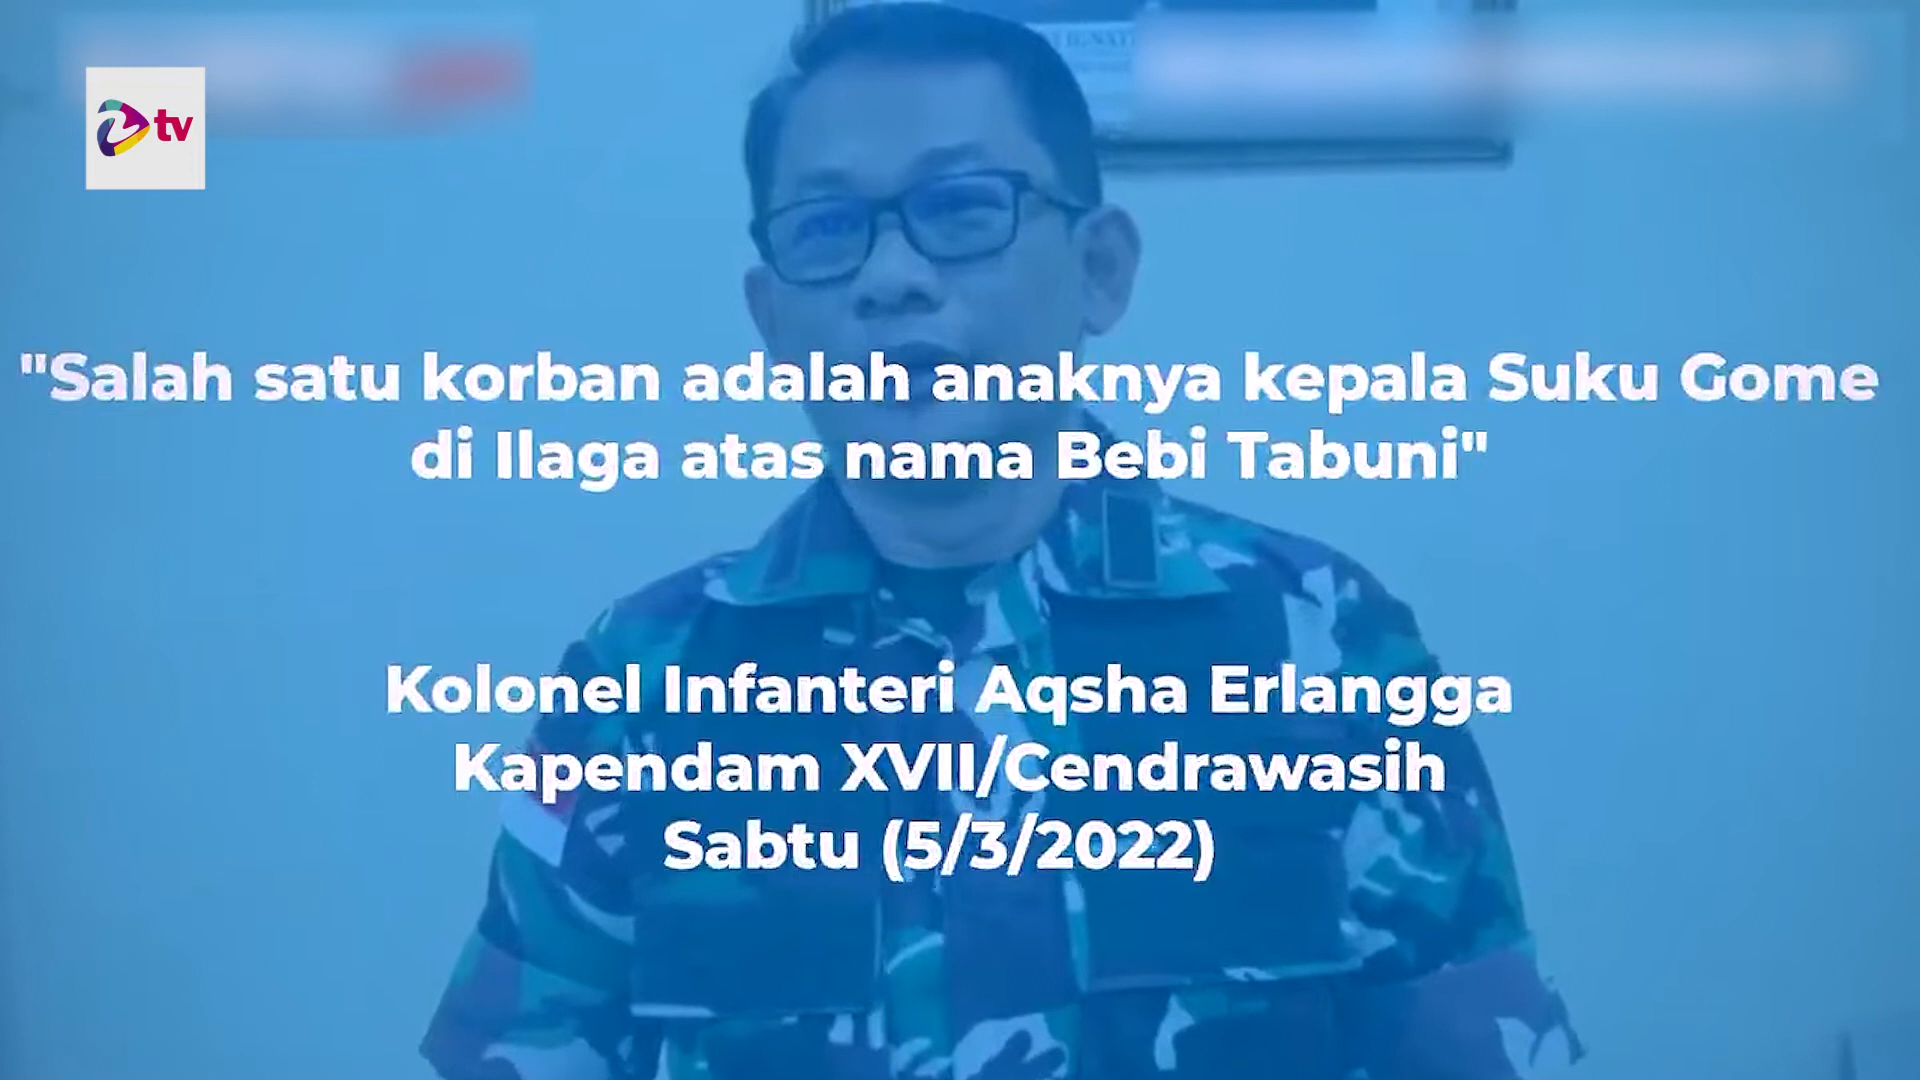 tv
"Salah satu korban adalah anaknya kepala Suku Gome
di Ilaga atas nama Bebi Tabuni"
Kolonel Infanteri Aqsha Erlangga
Kapendam XVII/Cendrawasih
Sabtu (5/3/2022)